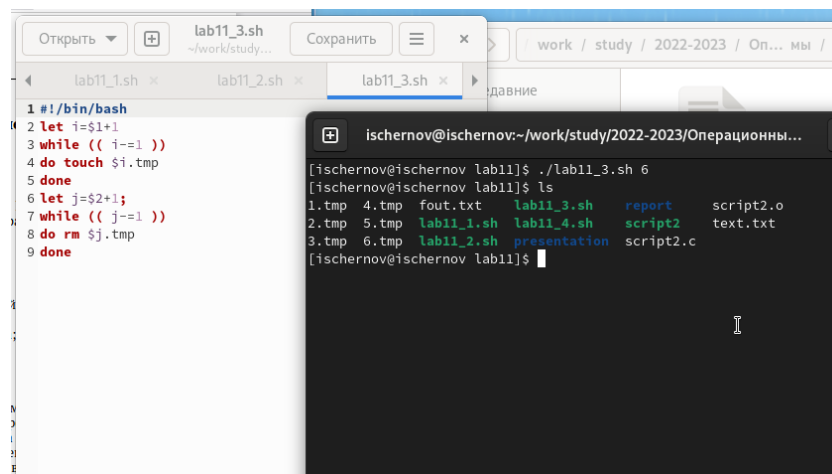 Открыть
lab11_3.sh
~/work/study...
Сохранить
work / study / 2022-2023 / Оп... мы /
lab11_1.sh
lab11_2.sh
lab11_3.sh
1 #!/bin/bash
2 let i=$1+1
3 while (( i-=1 ))
4 do touch $i.tmp
5 done
6 let j=$2+1;
7 while (( j-=1 ))
8 do rm $j.tmp
9 done
ischernov@ischernov:~/work/study/2022-2023/Операционны...
[ischernov@ischernov lab11]$ ./lab11_3.sh 6
[ischernov@ischernov lab11]$ ls
1.tmp 4.tmp fout.txt lab11_3.sh report script2.o
2.tmp 5.tmp lab11_1.sh lab11_4.sh script2 text.txt
3.tmp 6.tmp lab11_2.sh presentation script2.c
[ischernov@ischernov lab11]$